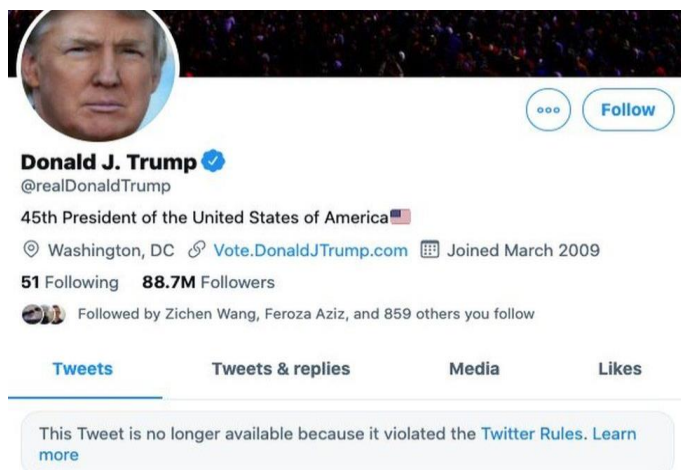 Follow
Donald J. Trump
@realDonaldTrump
45th President of the United States of America
Washington, DC Vote.DonaldJTrump.com Joined March 2009
51 Following 88.7M Followers
Followed by Zichen Wang, Feroza Aziz, and 859 others you follow
Tweets Tweets & replies Media Likes
This Tweet is no longer available because it violated the Twitter Rules. Learn
more